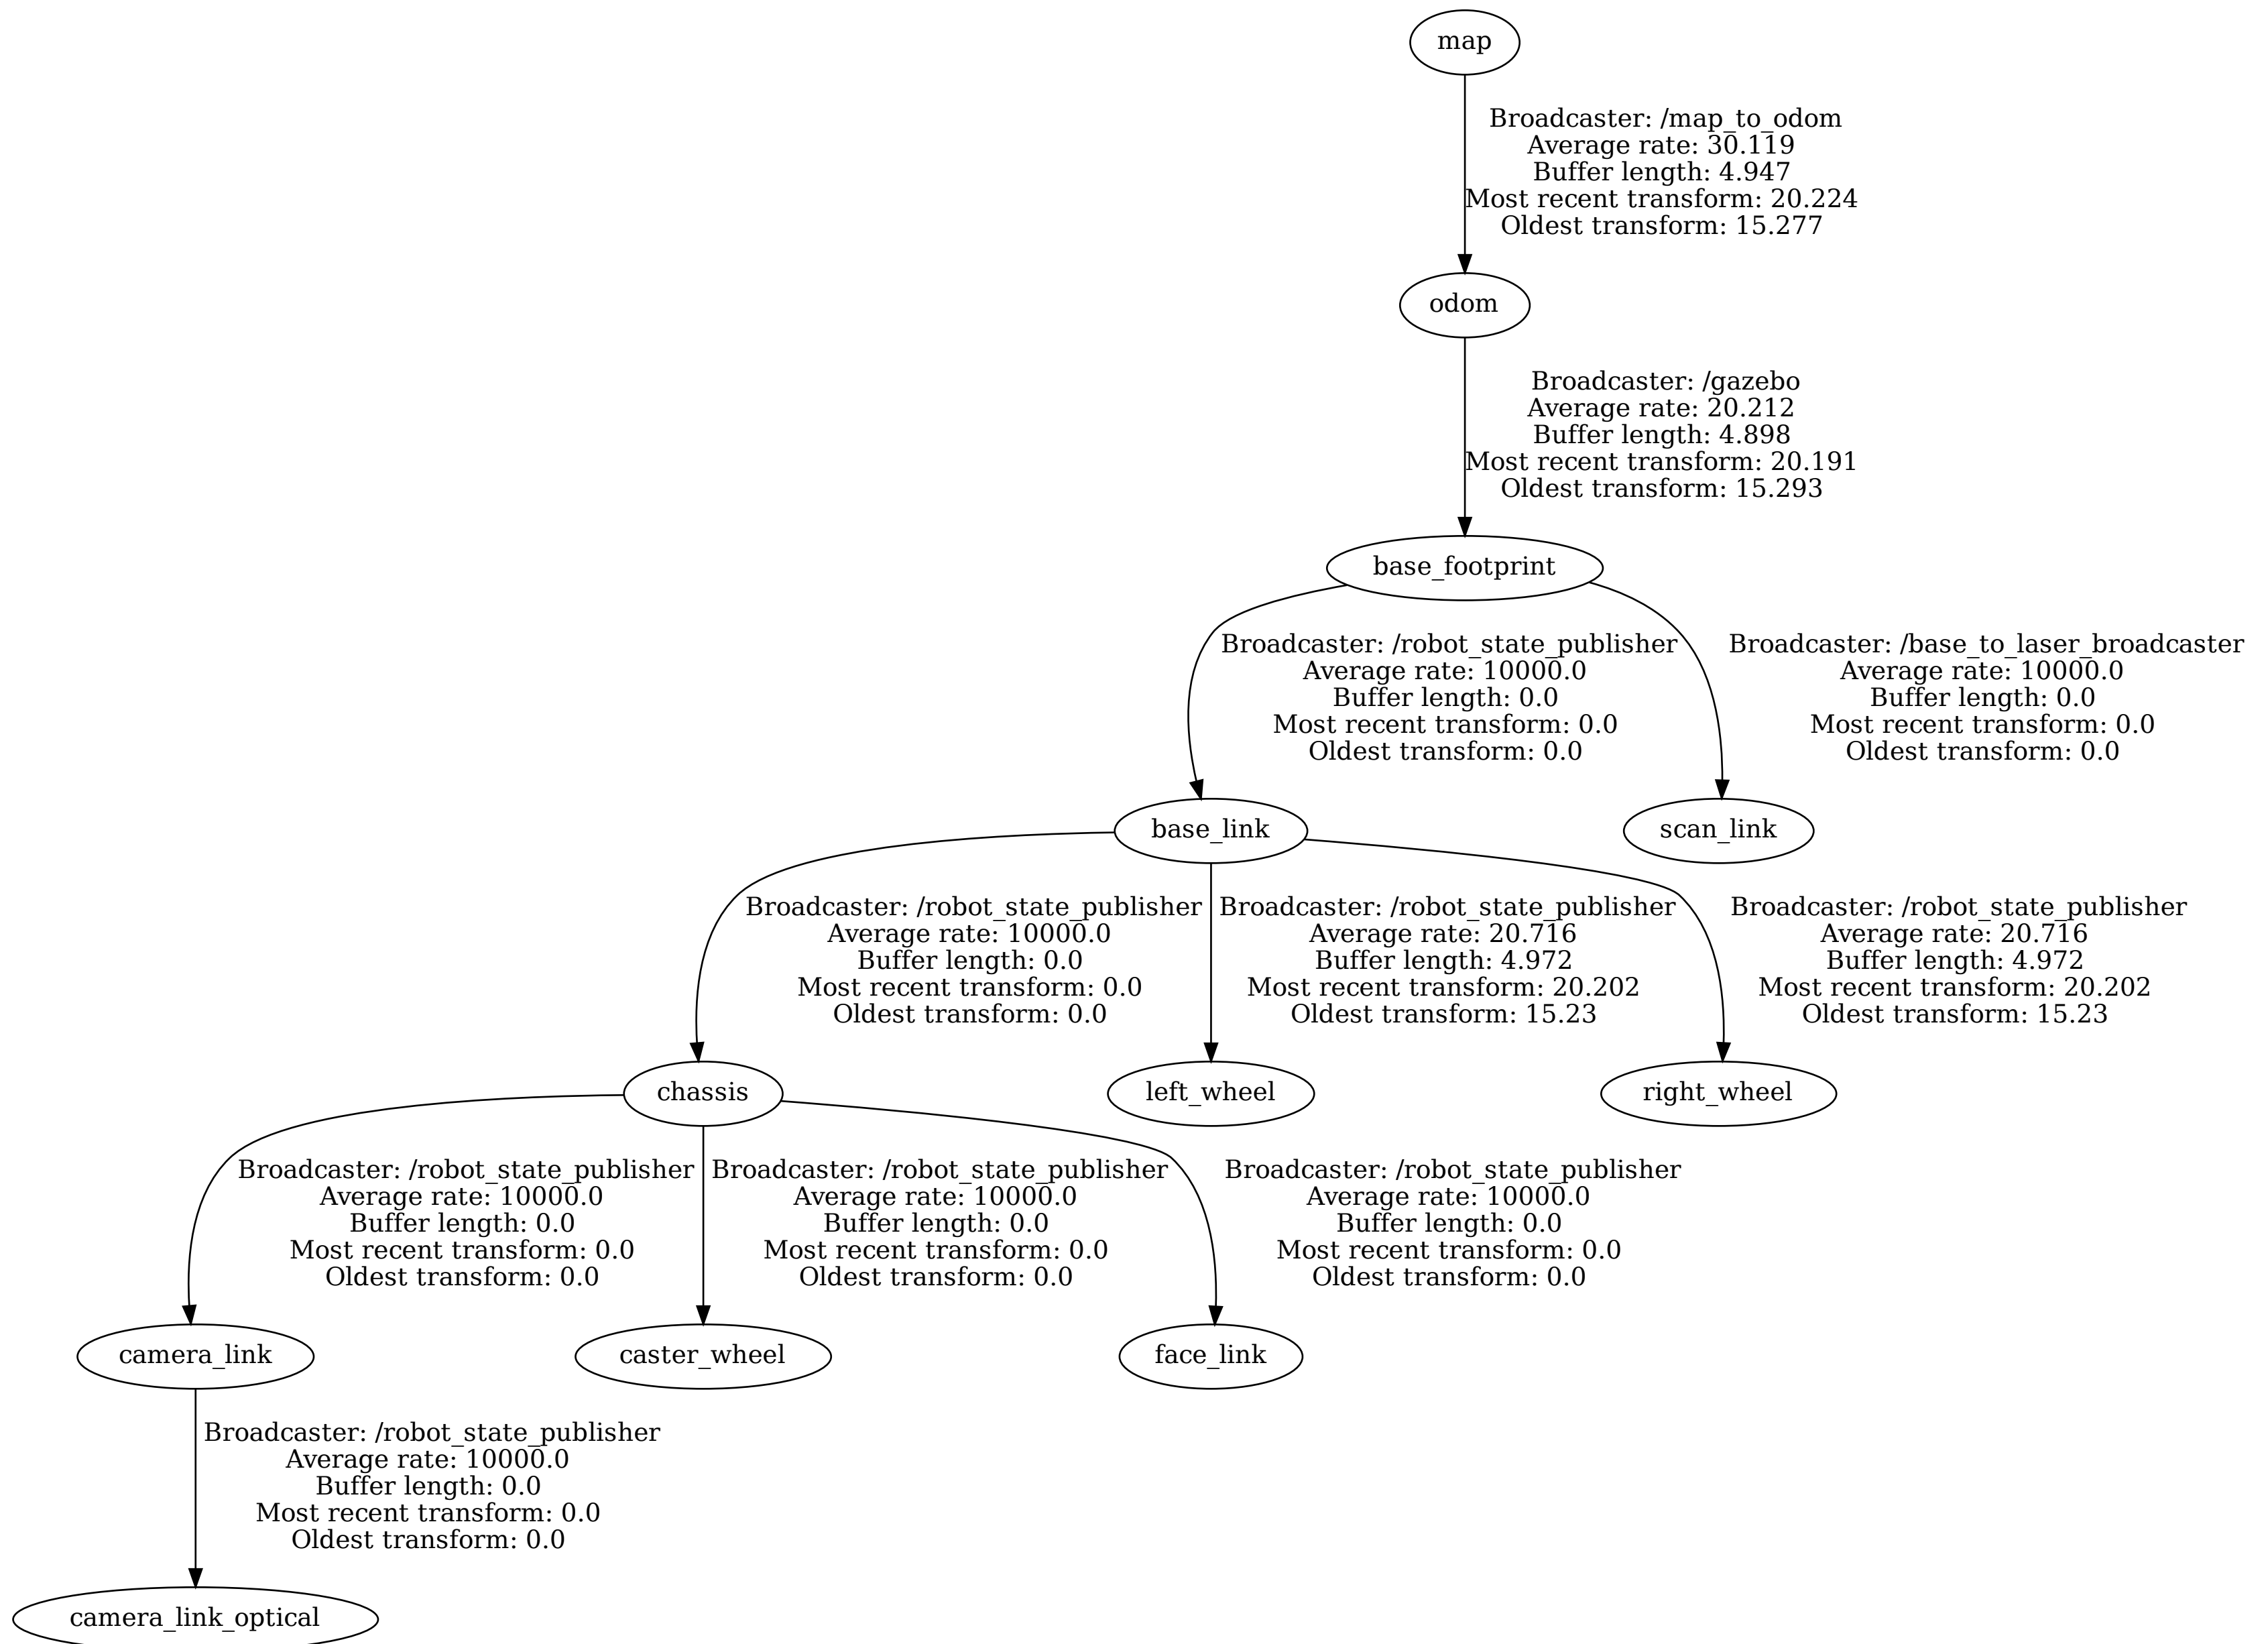 map
Broadcaster: /map_to_odom
Average rate: 30.119
Buffer length: 4.947
Most recent transform: 20.224
Oldest transform: 15.277
odom
Broadcaster: /gazebo
Average rate: 20.212
Buffer length: 4.898
Most recent transform: 20.191
Oldest transform: 15.293
base_footprint
Broadcaster: /robot_state_publisher
Average rate: 10000.0
Buffer length: 0.0
Most recent transform: 0.0
Oldest transform: 0.0
Broadcaster: /base_to_laser_broadcaster
Average rate: 10000.0
Buffer length: 0.0
Most recent transform: 0.0
Oldest transform: 0.0
base_link
scan_link
Broadcaster: /robot_state_publisher
Average rate: 10000.0
Buffer length: 0.0
Most recent transform: 0.0
Oldest transform: 0.0
Broadcaster: /robot_state_publisher
Average rate: 20.716
Buffer length: 4.972
Most recent transform: 20.202
Oldest transform: 15.23
Broadcaster: /robot_state_publisher
Average rate: 20.716
Buffer length: 4.972
Most recent transform: 20.202
Oldest transform: 15.23
chassis
left_wheel
right_wheel
Broadcaster: /robot_state_publisher
Average rate: 10000.0
Buffer length: 0.0
Most recent transform: 0.0
Oldest transform: 0.0
Broadcaster: /robot_state_publisher
Average rate: 10000.0
Buffer length: 0.0
Most recent transform: 0.0
Oldest transform: 0.0
Broadcaster: /robot_state_publisher
Average rate: 10000.0
Buffer length: 0.0
Most recent transform: 0.0
Oldest transform: 0.0
camera_link
caster_wheel
face_link
Broadcaster: /robot_state_publisher
Average rate: 10000.0
Buffer length: 0.0
Most recent transform: 0.0
Oldest transform: 0.0
camera_link_optical